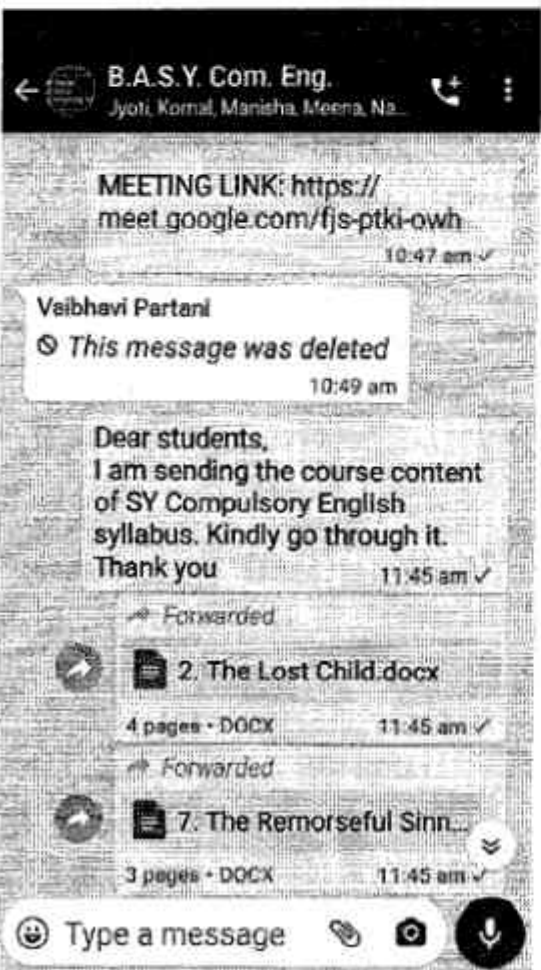 B.A.S.Y. Com. Eng.
Jyoti, Komal, Manisha, Meena, Na...
MEETING LINK: https://
meet.google.com/fjs-ptki-owh
10:47 am
Vaibhavi Partani
This message was deleted
10:49 am
Dear students,
I am sending the course content
of SY Compulsory English
syllabus. Kindly go through it.
Thank you
11:45 am
Forwarded
2. The Lost Child.docx
4 pages • DOCX 11:45 am
Forwarded
7. The Remorseful Sinn...
3 pages • DOCX 11:45 am
Type a message